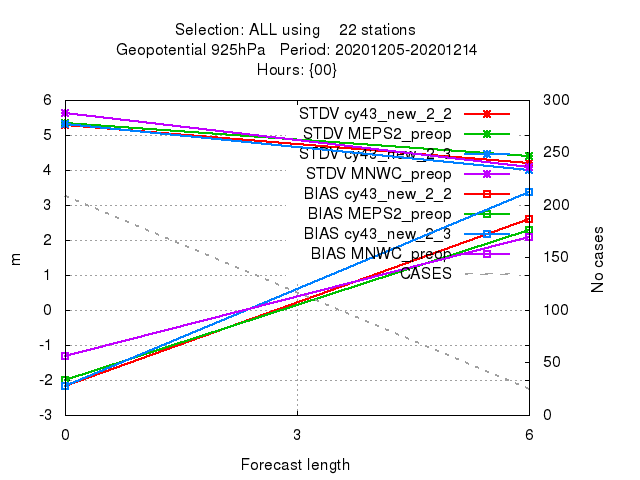 Selection: ALL using    22 stations
Geopotential 925hPa   Period: 20201205-20201214
Hours: {00}
STDV cy43_new_2_2
STDV MEPS2_preop
STDV cy43_new_2_3
STDV MNWC_preop
BIAS cy43_new_2_2
BIAS MEPS2_preop
BIAS cy43_new_2_3
BIAS MNWC_preop
CASES
6
5
4
3
2
1
0
-1
-2
-3
m
300
250
200
150
100
50
0
No cases
0 3 6
Forecast length